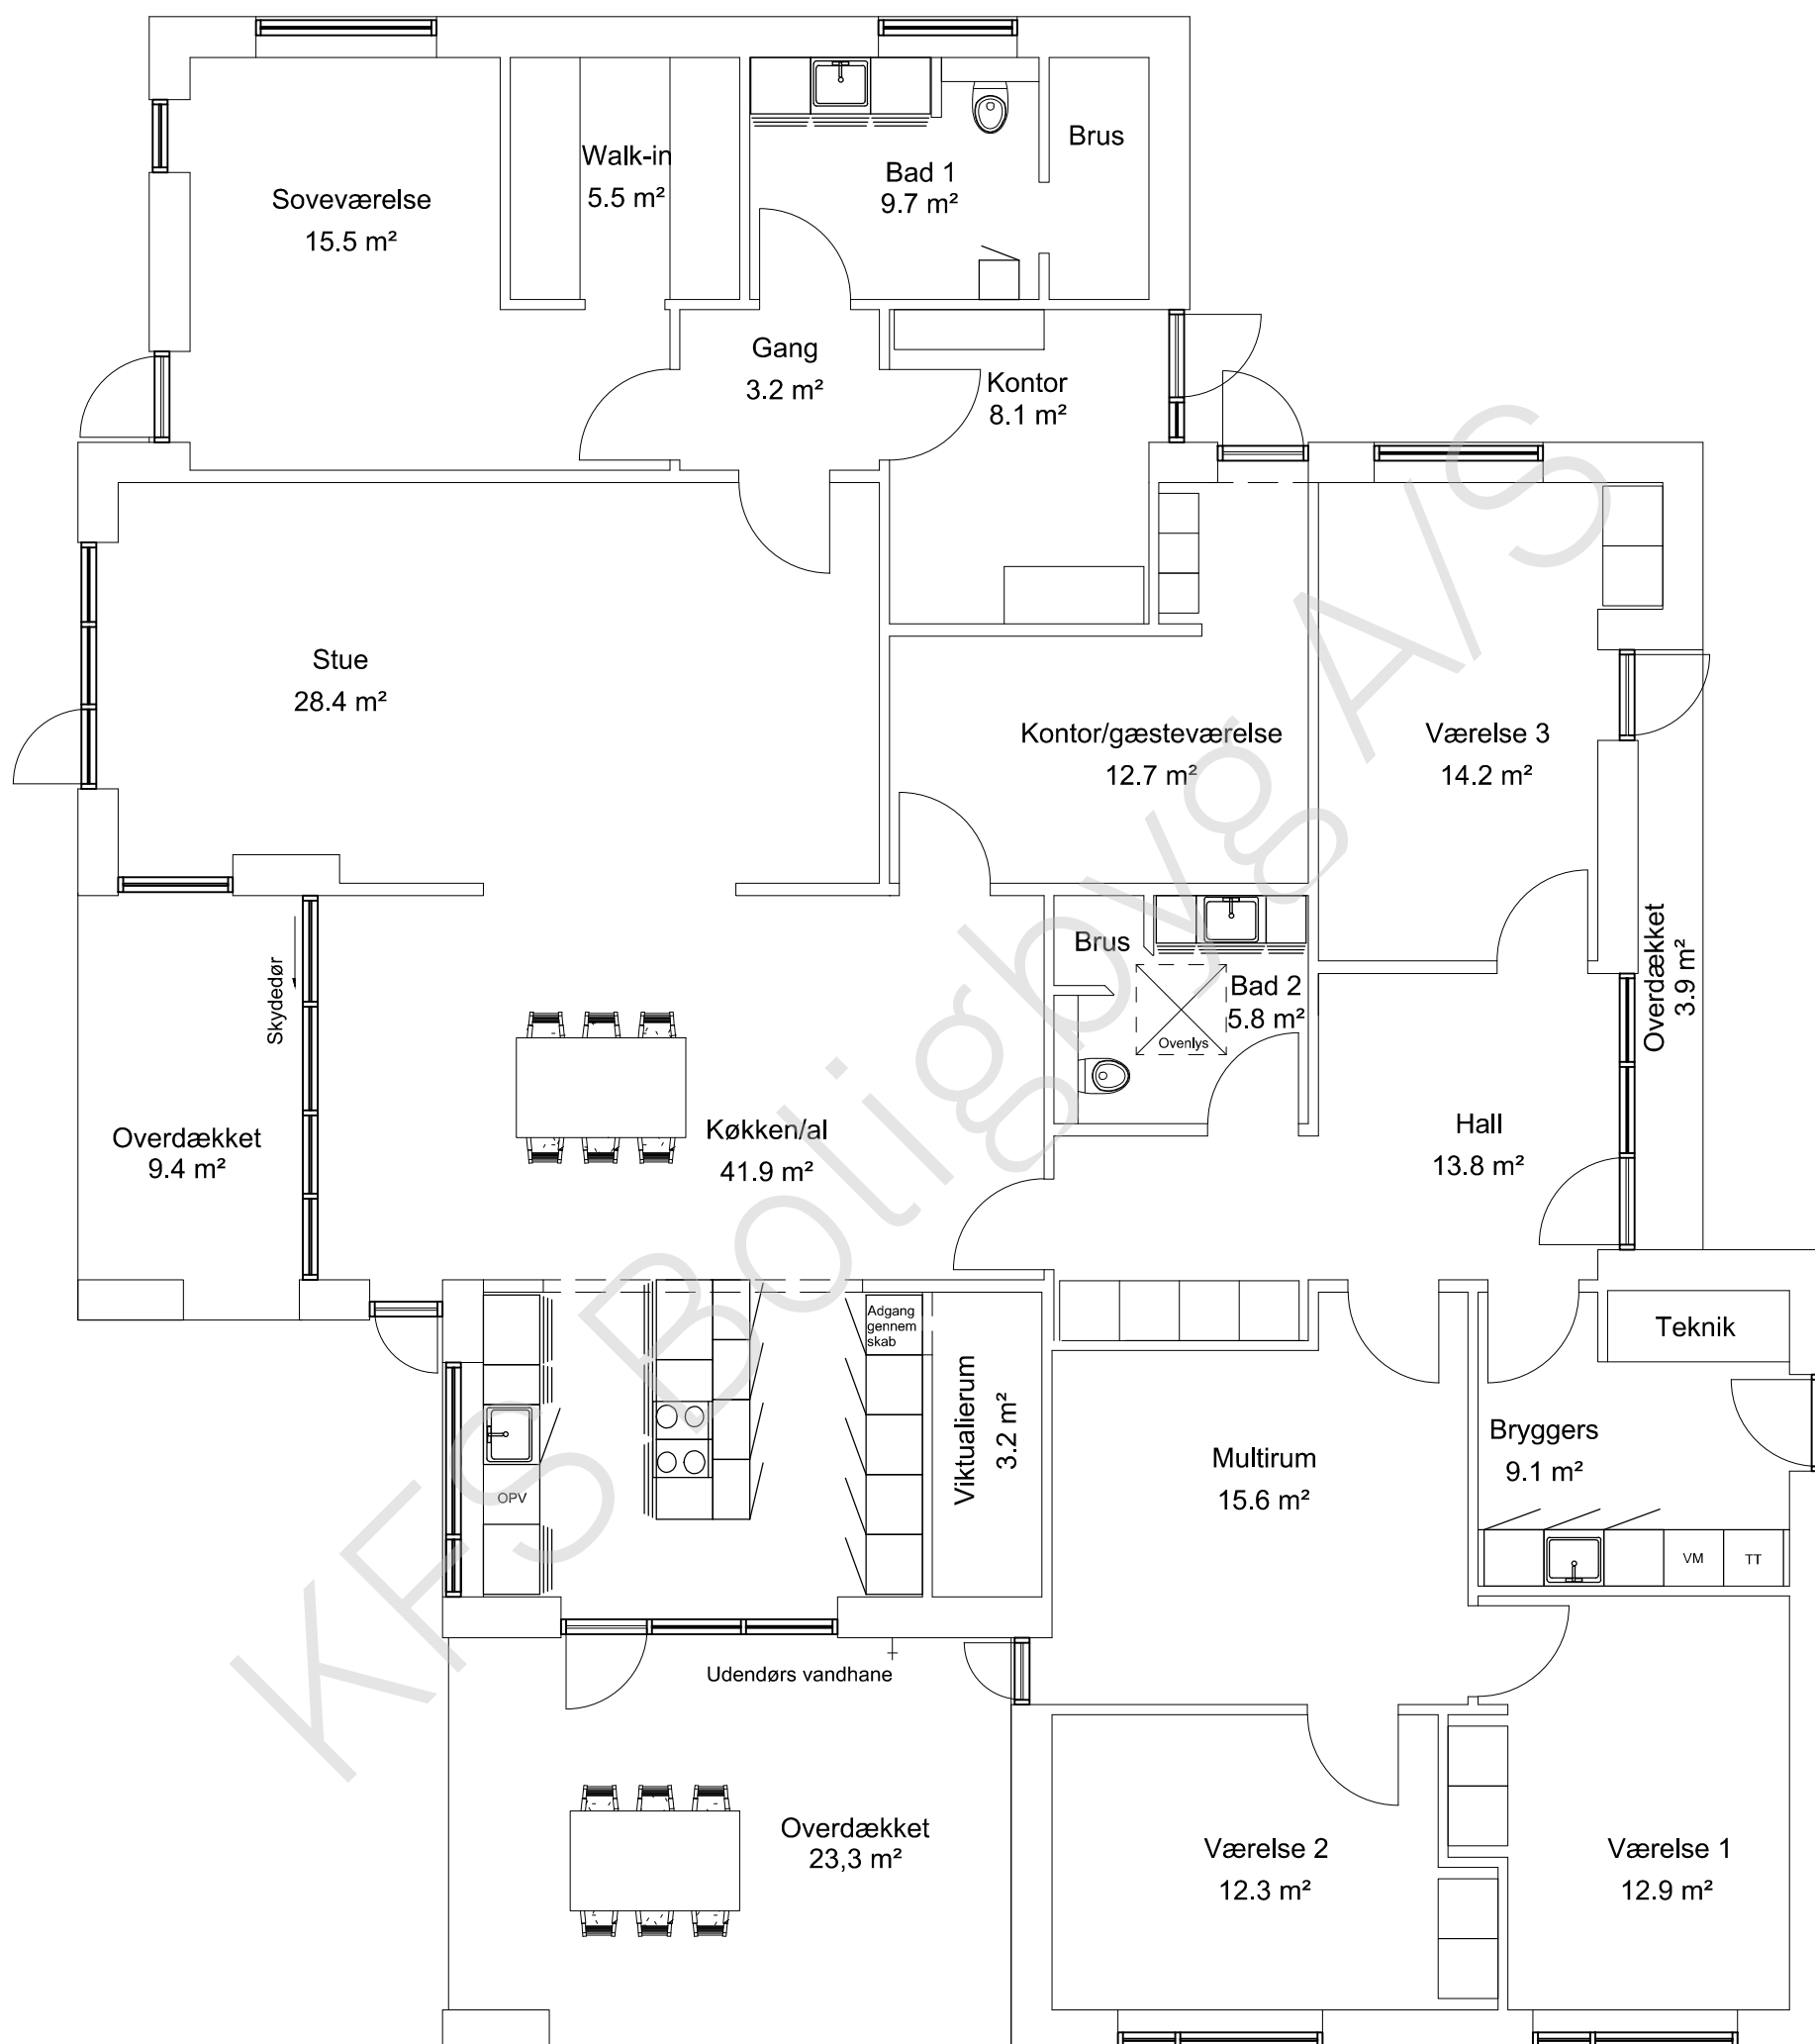 Walk-in
5.5 m²
Bad 1
9.7 m²
Brus
Soveværelse
15.5 m²
Gang
3.2 m²
Kontor
8.1 m²
Stue
28.4 m²
Kontor/gæsteværelse
12.7 m²
Værelse 3
14.2 m²
Overdækket
3.9 m²
Skydedør
Brus
Bad 2
5.8 m²
Ovenlys
Overdækket
9.4 m²
Køkken/al
41.9 m²
Hall
13.8 m²
Adgang
gennem
skab
Teknik
Viktualierum
3.2 m²
OPV
Multirum
15.6 m²
Bryggers
9.1 m²
VM
TT
Udendørs vandhane
Overdækket
23,3 m²
Værelse 2
12.3 m²
Værelse 1
12.9 m²
KFS Boligbyg A/S